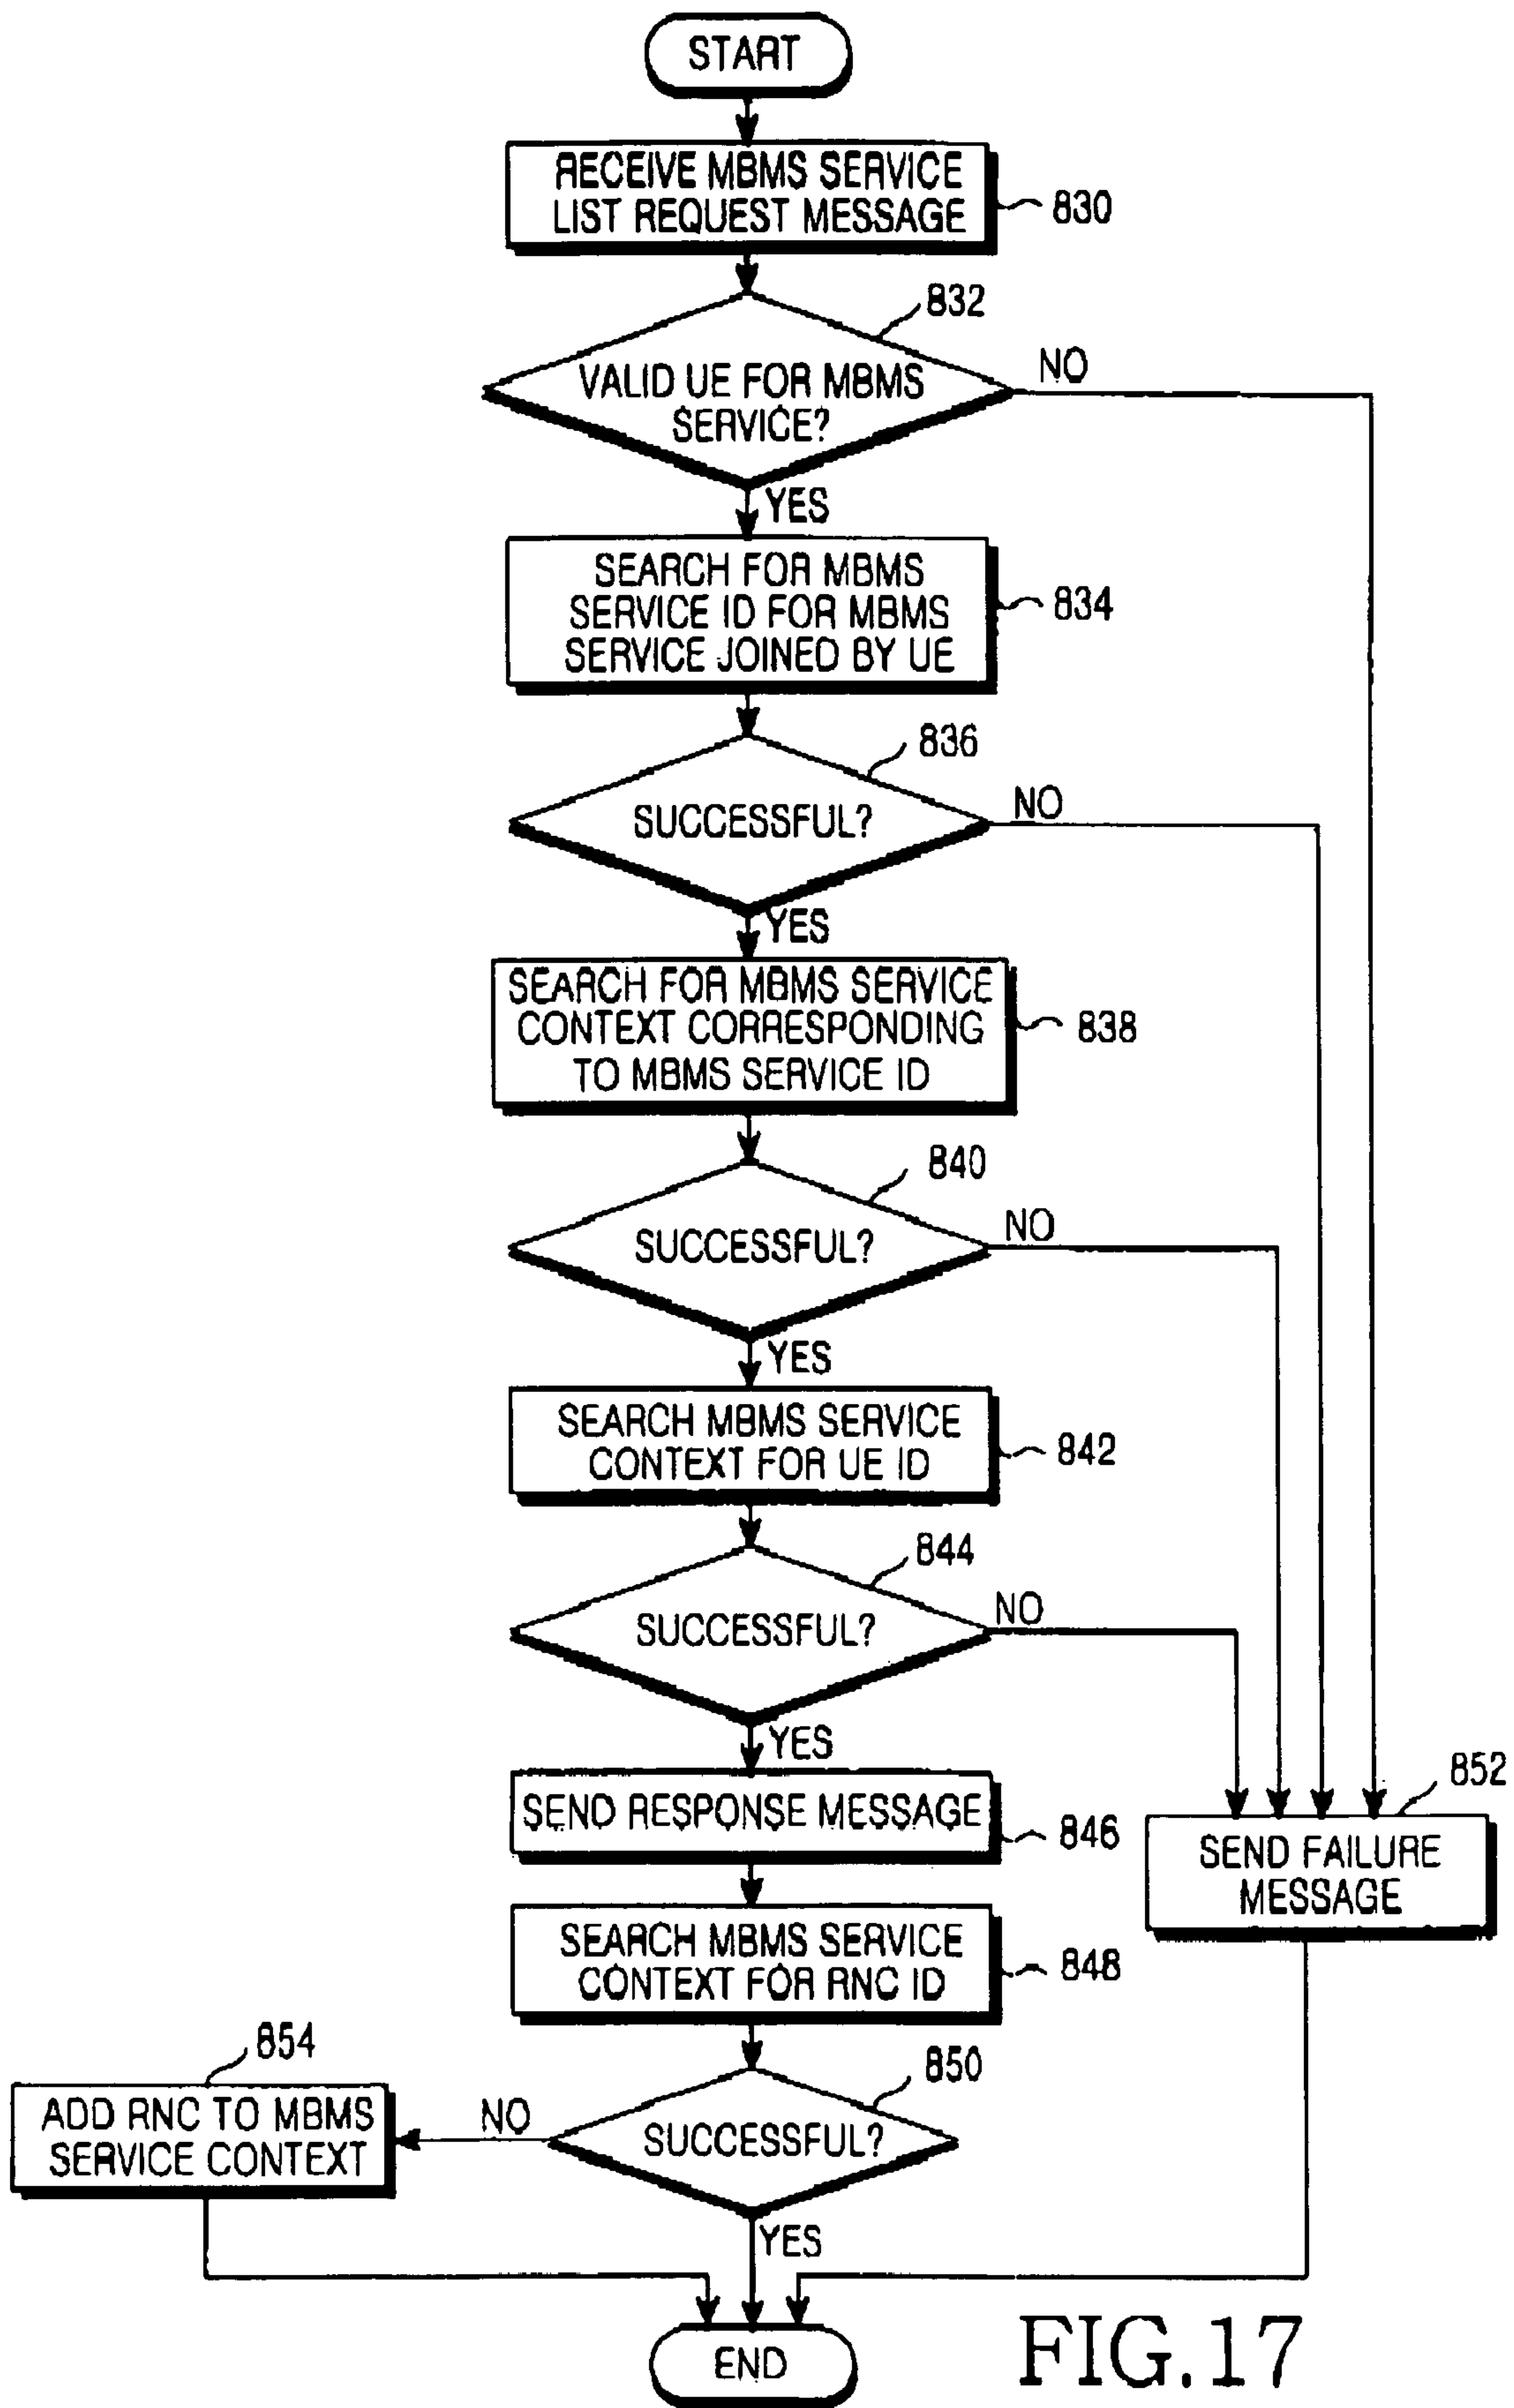 START
RECEIVE MBMS SERVICE
LIST REQUEST MESSAGE
830
832
VALID UE FOR MBMS
SERVICE?
NO
YES
SEARCH FOR MBMS
SERVICE ID FOR MBMS
SERVICE JOINED BY UE
834
836
SUCCESSFUL?
NO
YES
SEARCH FOR MBMS SERVICE
CONTEXT CORRESPONDING
TO MBMS SERVICE ID
838
840
SUCCESSFUL?
NO
YES
SEARCH MBMS SERVICE
CONTEXT FOR UE ID
842
844
SUCCESSFUL?
NO
YES
SEND RESPONSE MESSAGE
846
852
SEND FAILURE
MESSAGE
SEARCH MBMS SERVICE
CONTEXT FOR RNC ID
848
854
ADD RNC TO MBMS
SERVICE CONTEXT
NO
850
SUCCESSFUL?
YES
END
FIG.17